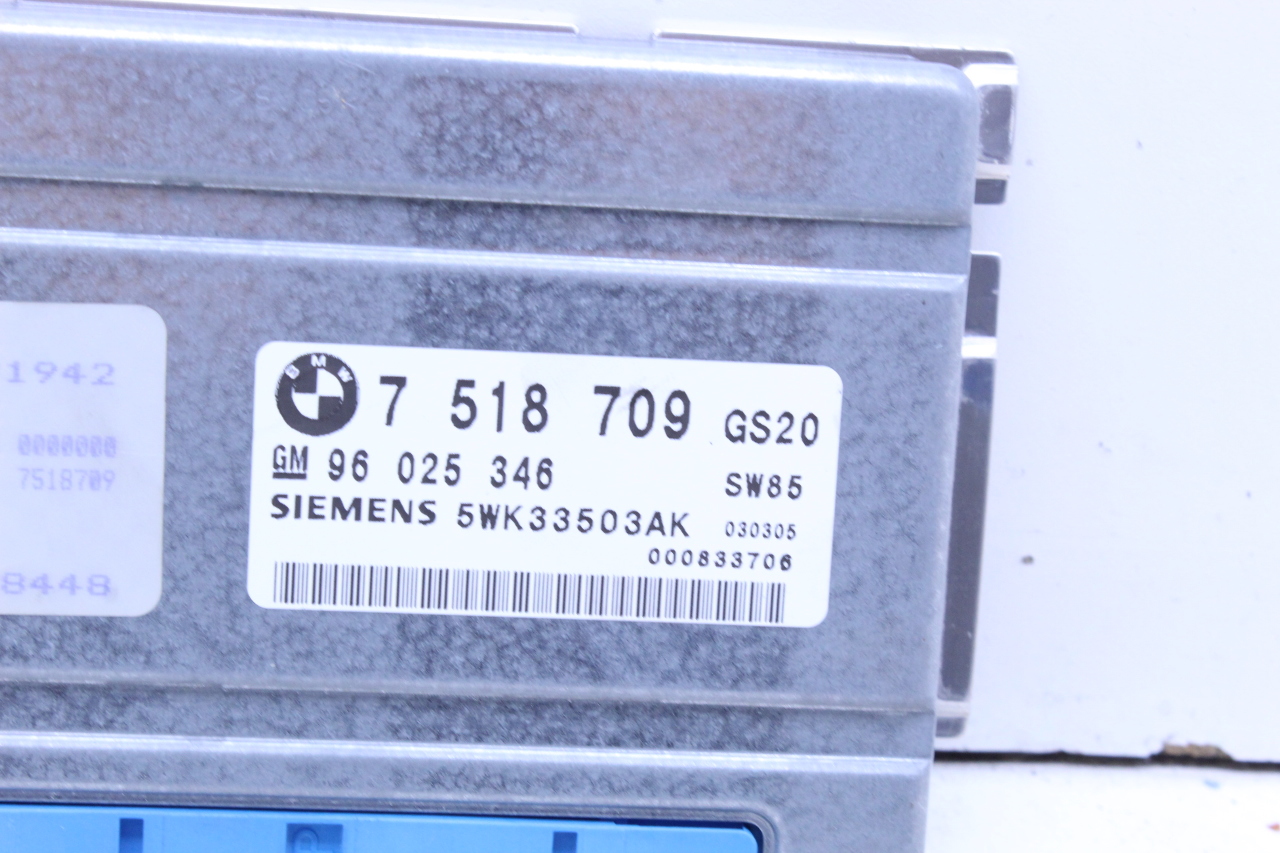 1942
0000000
7518709
8448
BMW 7 518 709 GS20
GM 96 025 346 SW85
SIEMENS 5WK33503AK 030305
000833706